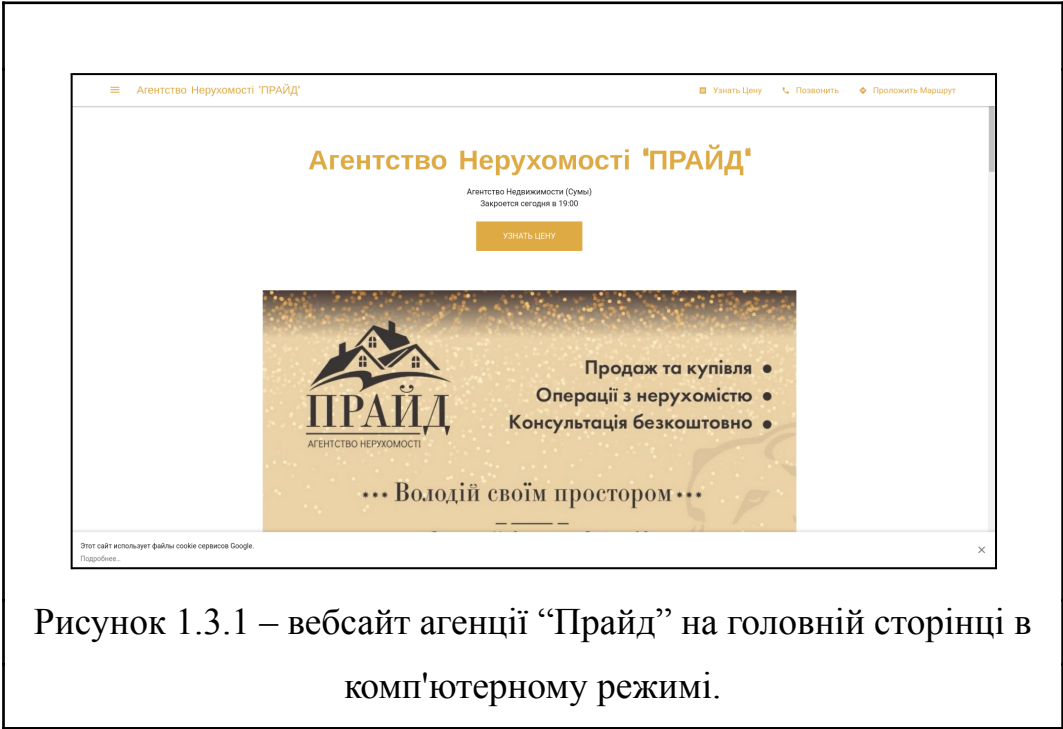 Агентство Нерухомості 'ПРАЙД'
Узнать Цену
Позвонить
Проложить Маршрут
Агентство Нерухомості 'ПРАЙД'
Агентство Недвижимости (Сумы)
Закроется сегодня в 19:00
УЗНАТЬ ЦЕНУ
ПРАЙД
АГЕНТСТВО НЕРУХОМОСТІ
Продаж та купівля •
Операції з нерухомістю •
Консультація безкоштовно •
••• Володій своїм простором •••
Этот сайт использует файлы cookie сервисов Google.
Подробнее...
Рисунок 1.3.1 – вебсайт агенції “Прайд” на головній сторінці в
комп'ютерному режимі.